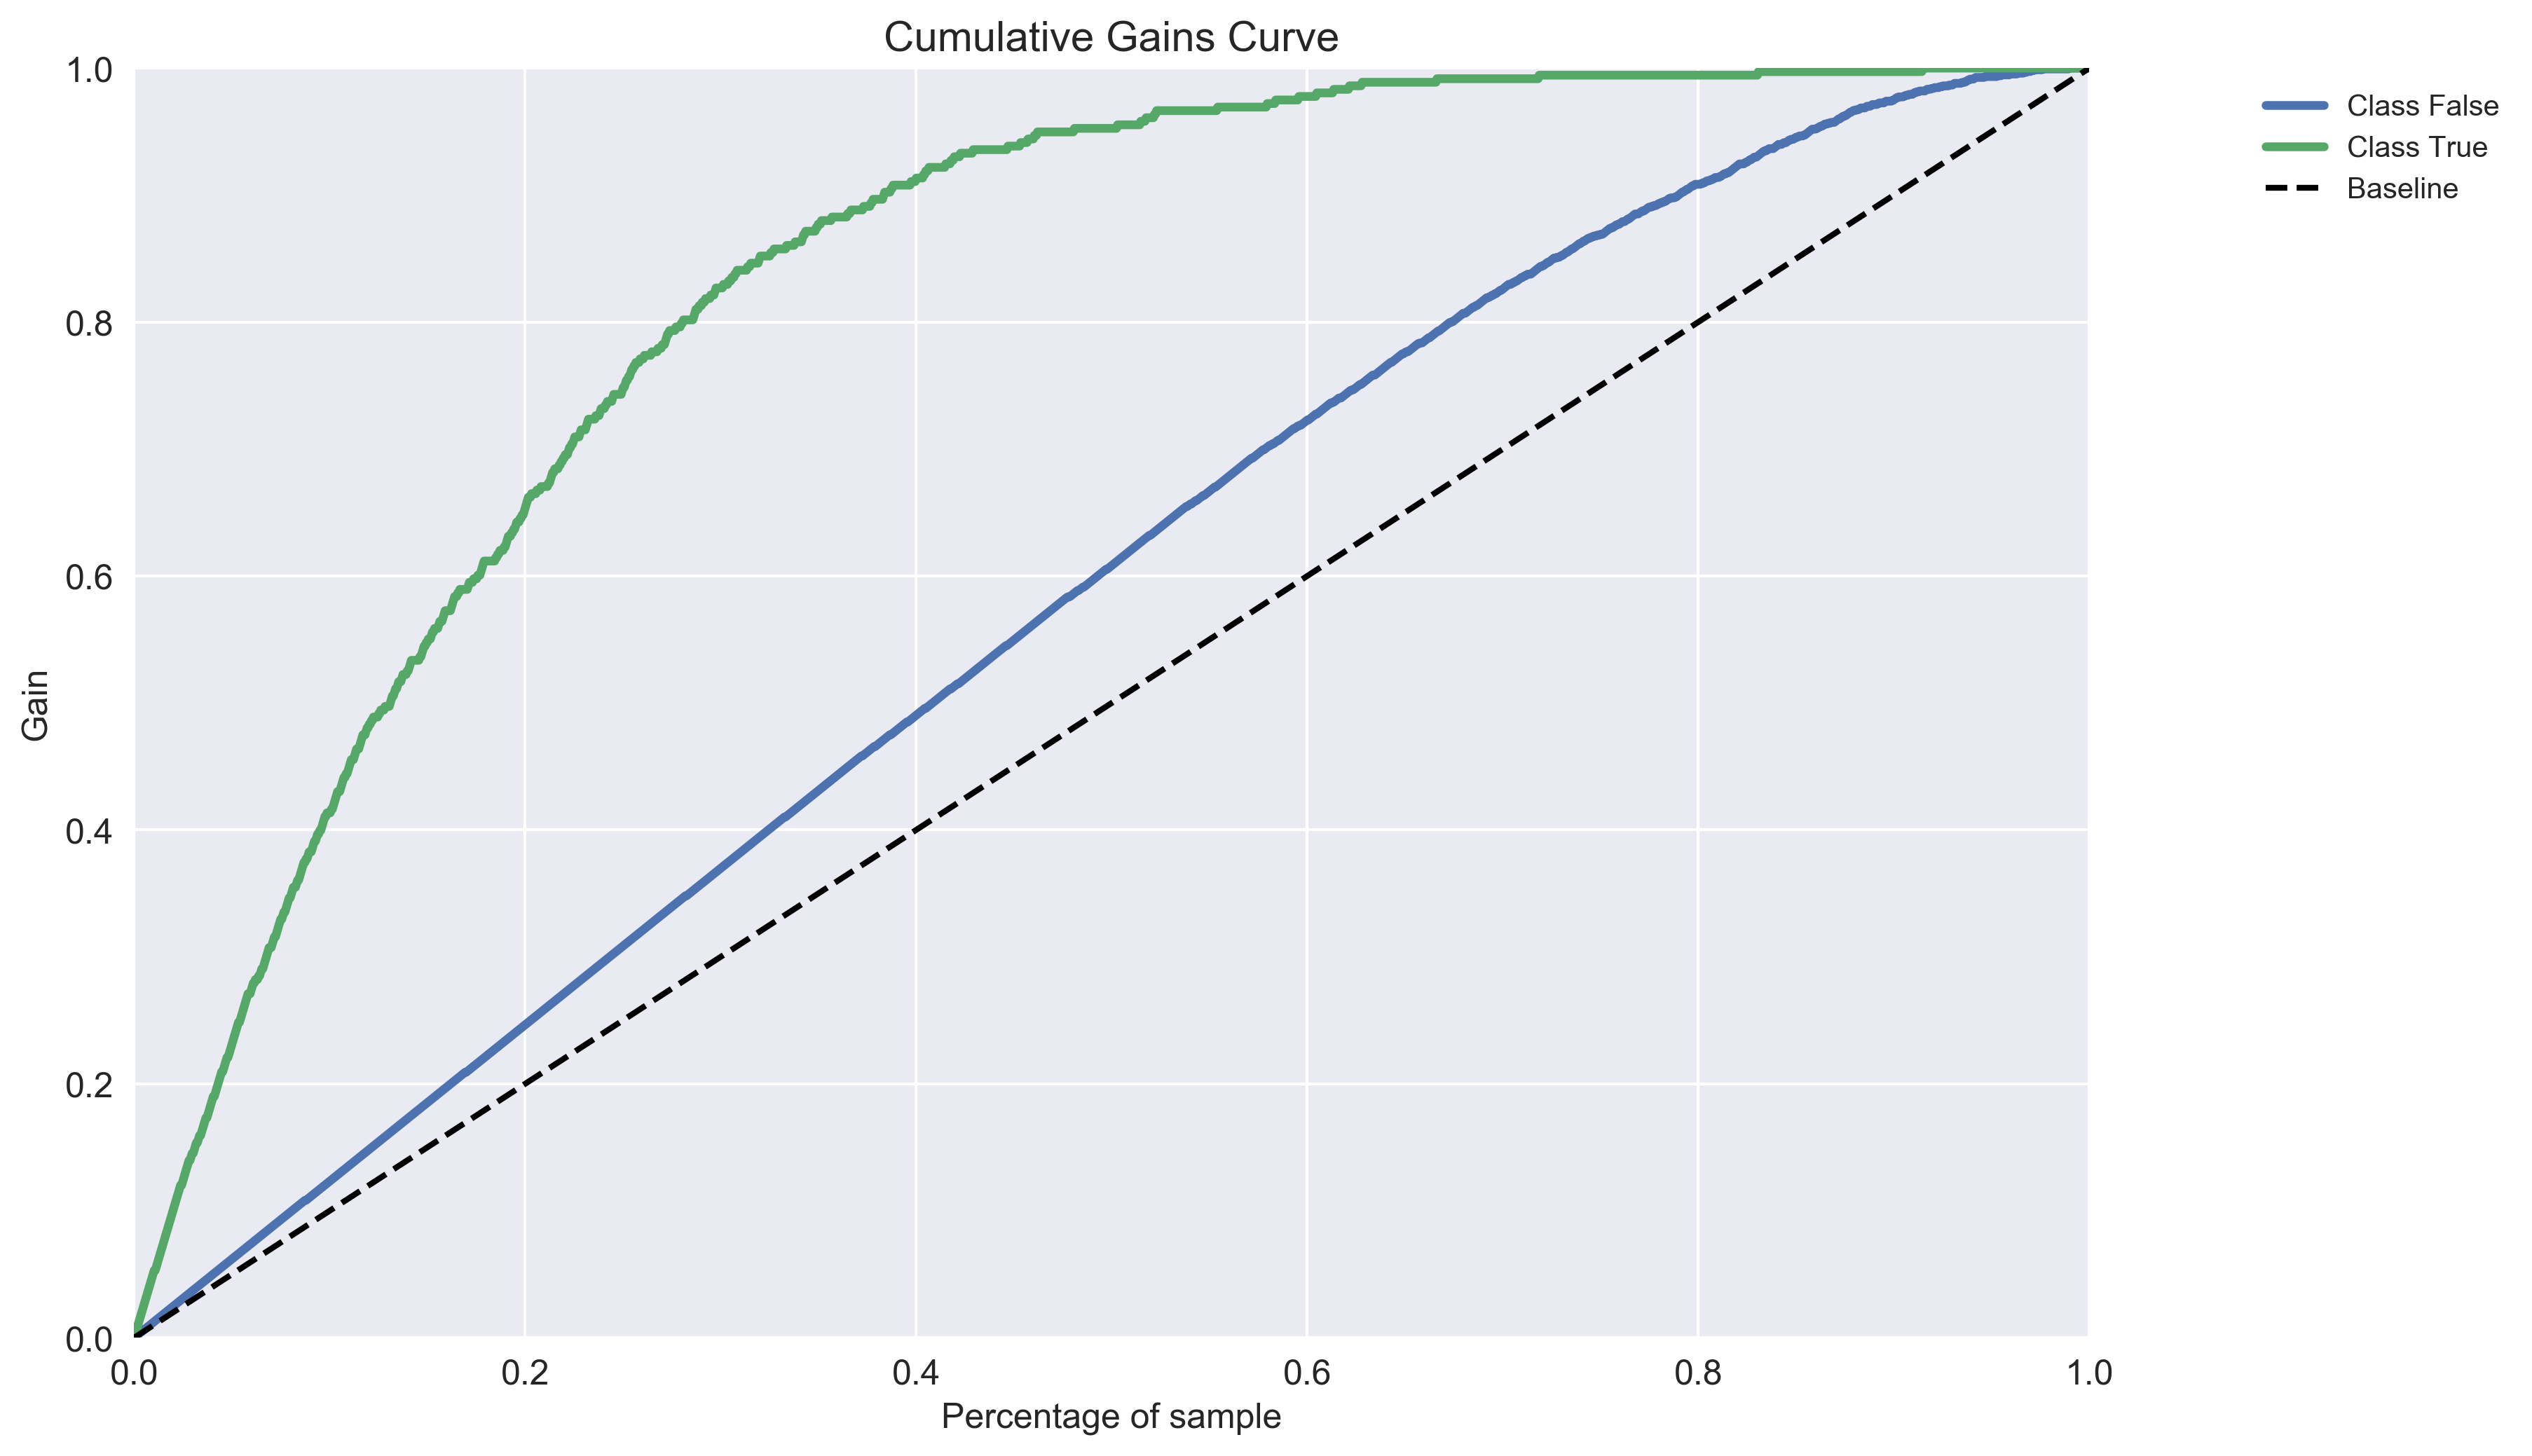 Cumulative Gains Curve
1.0
0.8
0.6
0.4
0.2
0.0
Gain
0.0 0.2 0.4 0.6 0.8 1.0
Percentage of sample
Class False
Class True
Baseline